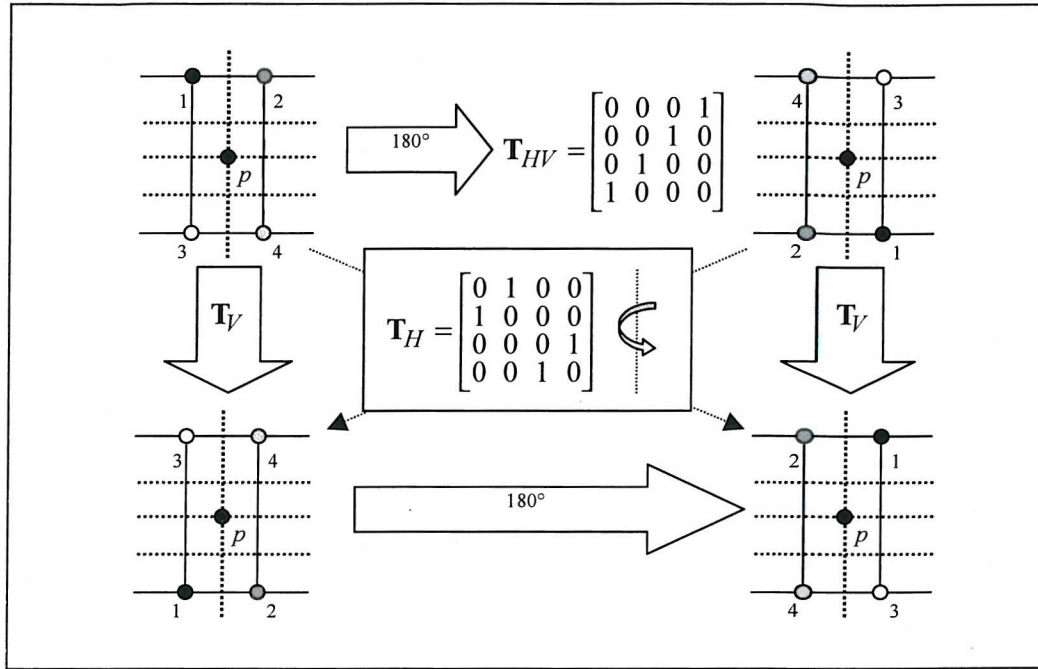 1 2
180°
T_HV = [0 0 0 1
0 0 1 0
0 1 0 0
1 0 0 0]
4 3
p
p
3 4
2 1
T_V
T_H = [0 1 0 0
1 0 0 0
0 0 0 1
0 0 1 0]
T_V
3 4
2 1
180°
p
p
1 2
4 3